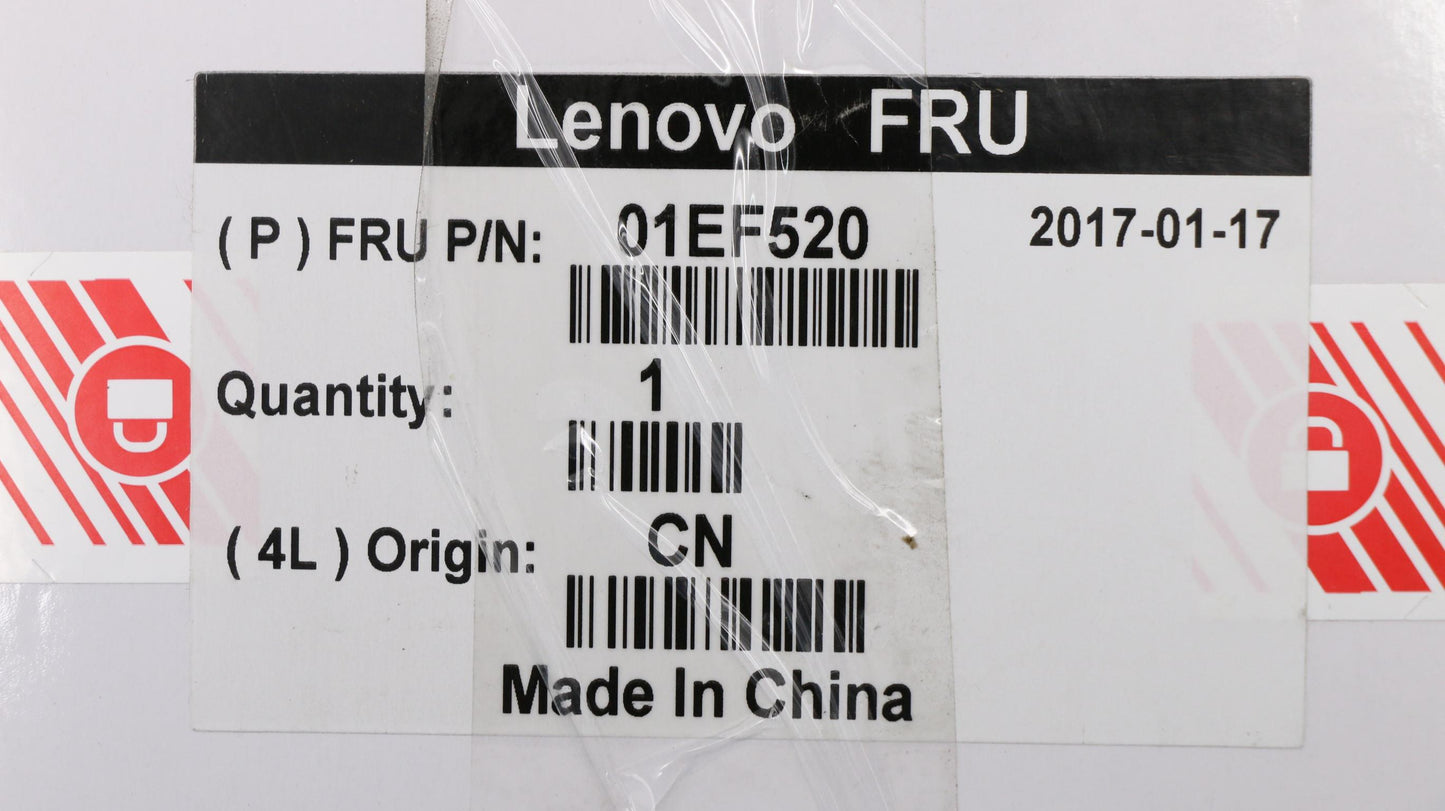 Lenovo FRU
( P ) FRU P/N: 01EF520 2017-01-17
Quantity: 1
( 4L ) Origin: CN
Made In China